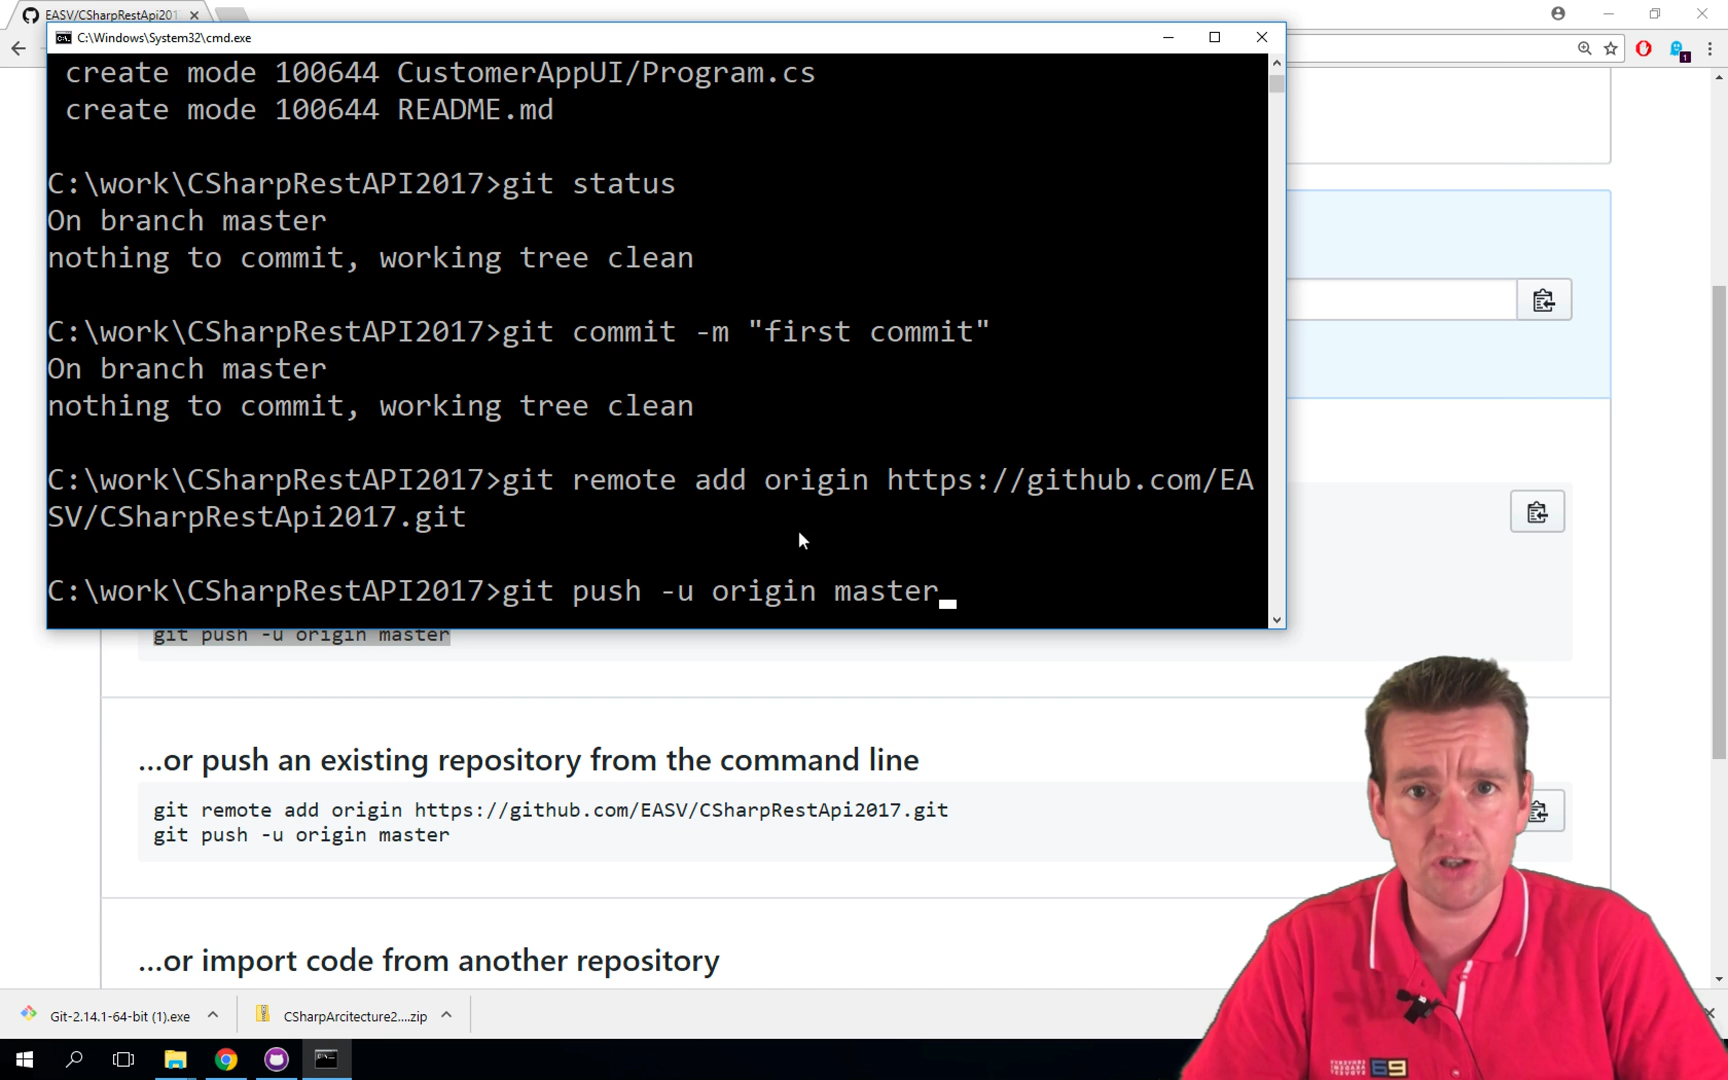 EASV/CSharpRestApi201
C:\Windows\System32\cmd.exe
create mode 100644 CustomerAppUI/Program.cs
create mode 100644 README.md
C:\work\CSharpRestAPI2017>git status
On branch master
nothing to commit, working tree clean
C:\work\CSharpRestAPI2017>git commit -m "first commit"
On branch master
nothing to commit, working tree clean
C:\work\CSharpRestAPI2017>git remote add origin https://github.com/EA
SV/CSharpRestApi2017.git
C:\work\CSharpRestAPI2017>git push -u origin master
git push -u origin master
...or push an existing repository from the command line
git remote add origin https://github.com/EASV/CSharpRestApi2017.git
git push -u origin master
...or import code from another repository
Git-2.14.1-64-bit (1).exe
CSharpArcitecture2....zip
69
1